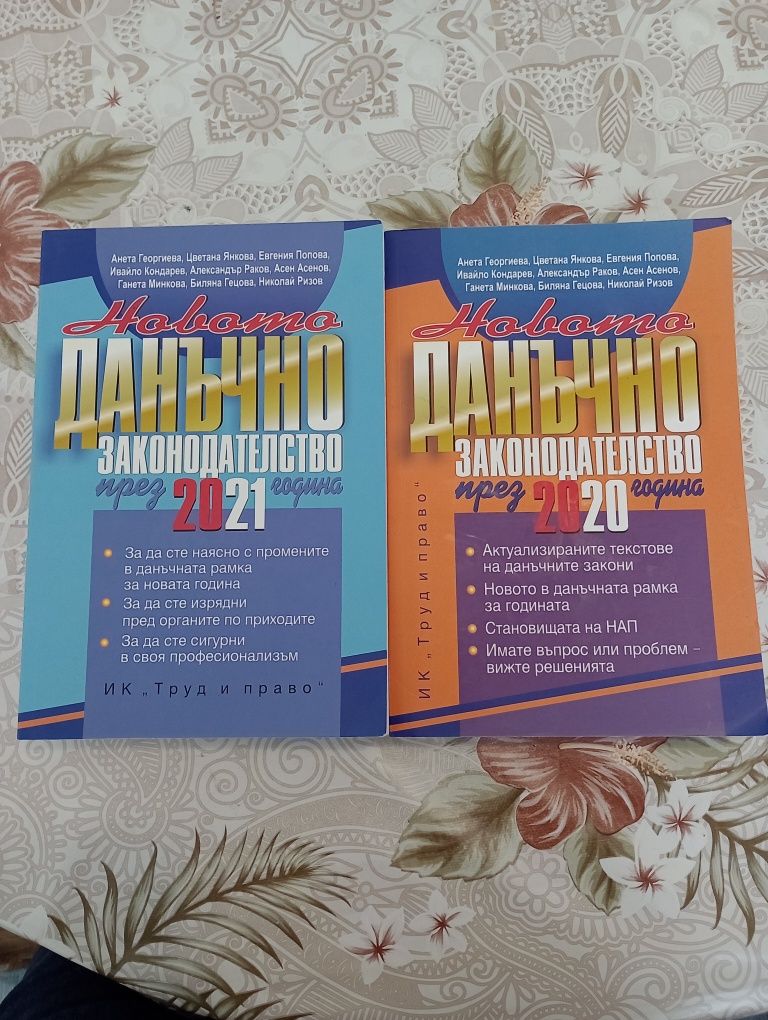 Анета Георгиева, Цветана Янкова, Евгения Попова,
Ивайло Кондарев, Александър Раков, Асен Асенов,
Ганета Минкова, Биляна Гецова, Николай Ризов
Новото
ДАНЪЧНО
ЗАКОНОДАТЕЛСТВО
през 2021 година
• За да сте наясно с промените
в данъчната рамка
за новата година
• За да сте изрядни
пред органите по приходите
• За да сте сигурни
в своя професионализъм
ИК „Труд и право“
Анета Георгиева, Цветана Янкова, Евгения Попова,
Ивайло Кондарев, Александър Раков, Асен Асенов,
Ганета Минкова, Биляна Гецова, Николай Ризов
Новото
ДАНЪЧНО
ЗАКОНОДАТЕЛСТВО
през 2020 година
• Актуализираните текстове
на данъчните закони
• Новото в данъчната рамка
за годината
• Становищата на НАП
• Имате въпрос или проблем –
вижте решенията
ИК „Труд и право“